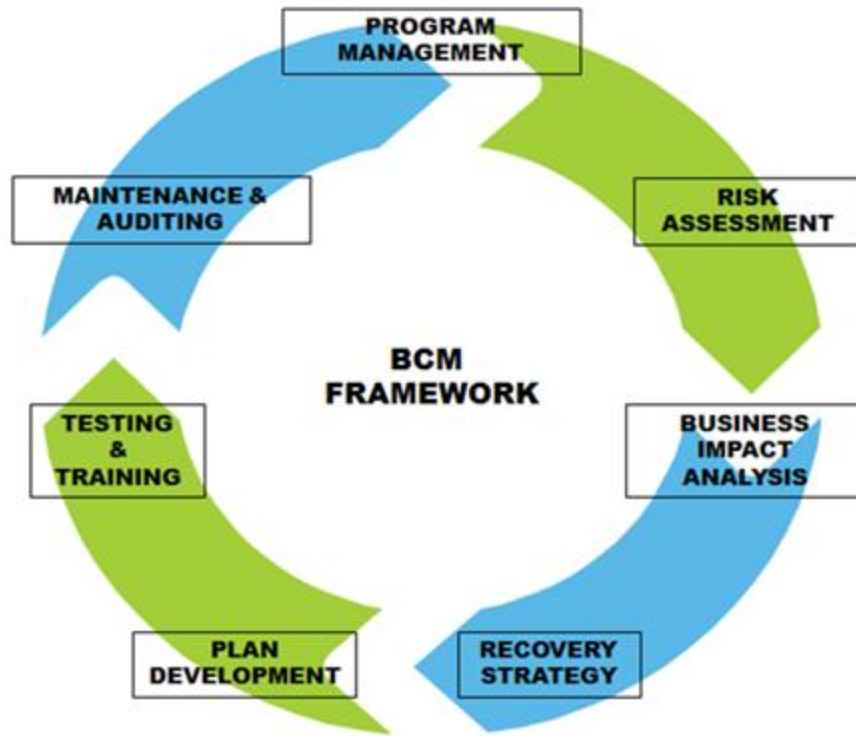 PROGRAM
MANAGEMENT
RISK
ASSESSMENT
BUSINESS
IMPACT
ANALYSIS
RECOVERY
STRATEGY
PLAN
DEVELOPMENT
TESTING
&
TRAINING
MAINTENANCE &
AUDITING
BCM
FRAMEWORK